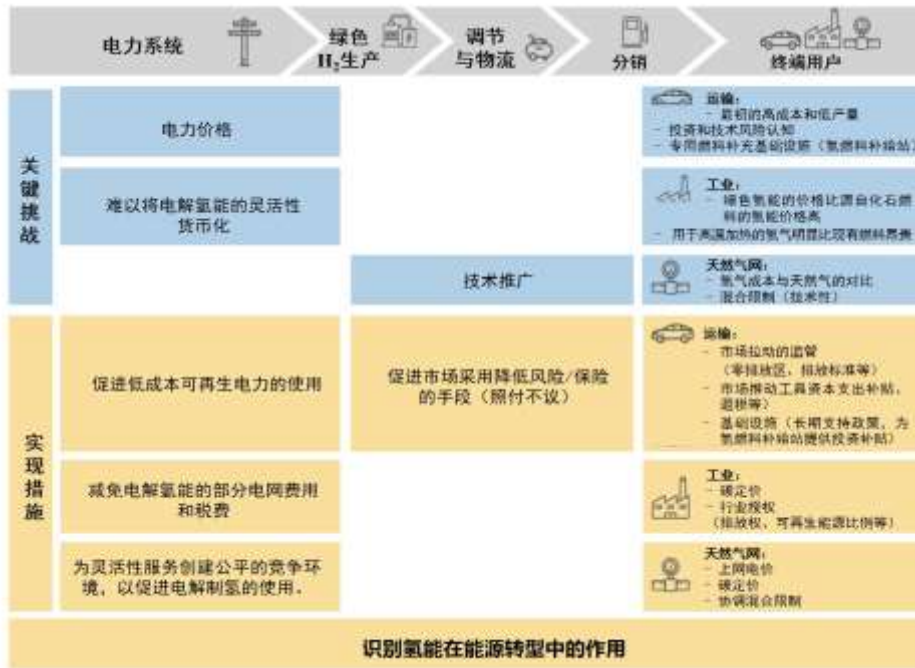 电力系统
绿色
H₂生产
调节
与物流
分销
终端用户
关键挑战
电力价格
难以将电解氢能的灵活性
货币化
技术推广
运输：
- 最初的高成本和低产量
- 投资和技术风险认知
- 专用燃料补充基础设施（氢燃料补给站）
工业：
- 绿色氢能的价格比源自化石燃
料的氢能价格高
- 用于高温加热的氢气明显比现有燃料昂贵
天然气网：
- 氢气成本与天然气的对比
- 混合限制（技术性）
实现措施
促进低成本可再生电力的使用
减免电解氢能的部分电网费用
和税费
为灵活性服务创建公平的竞争环
境，以促进电解制氢的使用。
促进市场采用降低风险/保险
的手段（照付不议）
运输：
- 市场拉动的监管
（零排放区，排放标准等）
- 市场推动工具资本支出补贴，
退税等）
- 基础设施（长期支持政策，为
氢燃料补给站提供投资补贴）
工业：
- 碳定价
- 行业授权
（排放权，可再生能源比例等）
天然气网：
- 上网电价
- 碳定价
- 协调混合限制
识别氢能在能源转型中的作用